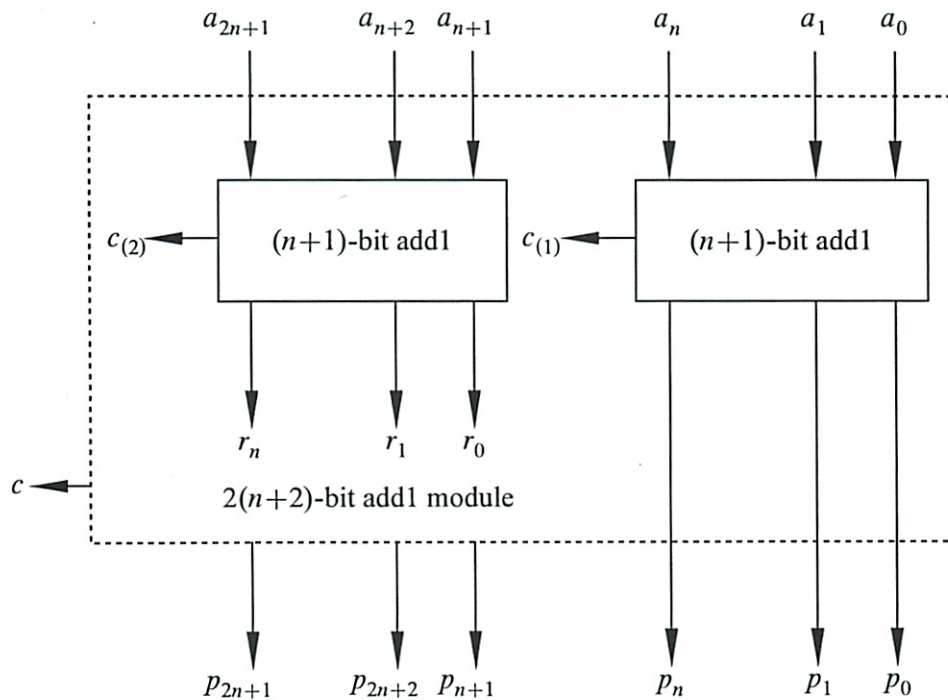 a_{2n+1} a_{n+2} a_{n+1} a_n a_1 a_0
c_{(2)} (n+1)-bit add1 c_{(1)} (n+1)-bit add1
r_n r_1 r_0
c 2(n+2)-bit add1 module
p_{2n+1} p_{2n+2} p_{n+1} p_n p_1 p_0